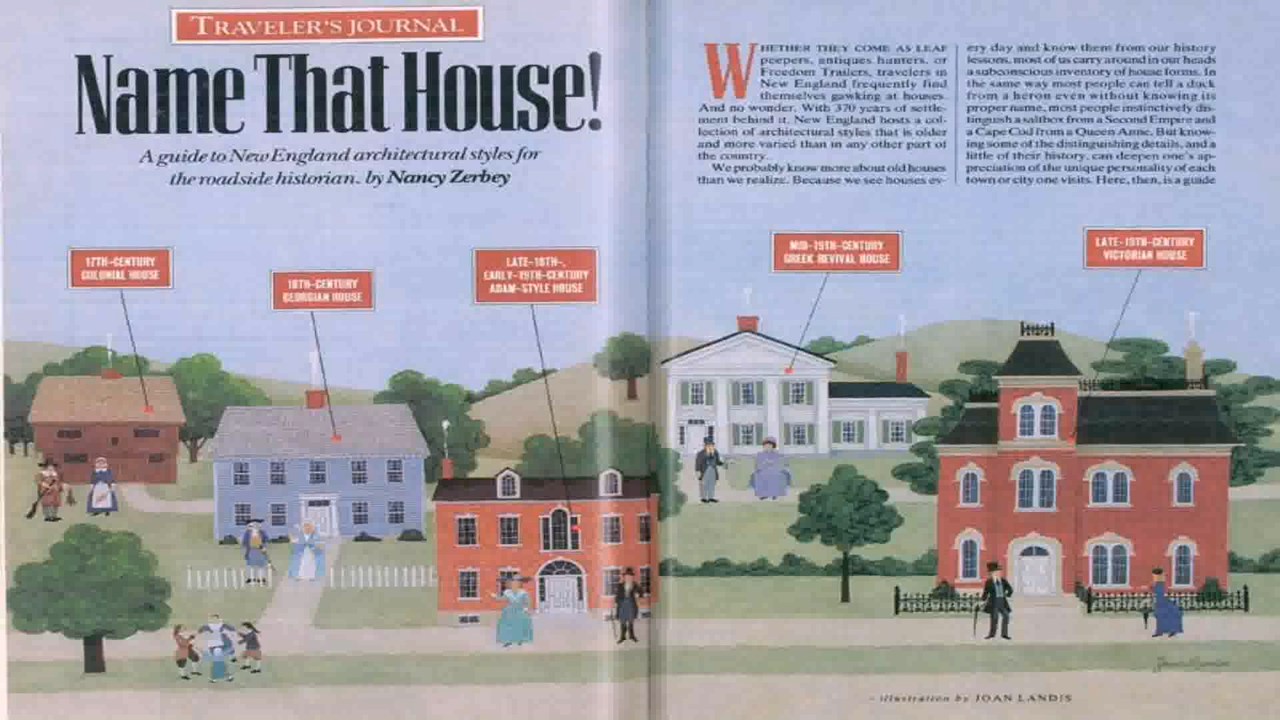 TRAVELER'S JOURNAL
Name That House!
A guide to New England architectural styles for
the roadside historian. by Nancy Zerbey
WHETHER THEY COME AS LEAF
peepers, antiques hunters, or
Freedom Trailers, travelers in
New England frequently find
themselves gawking at houses.
And no wonder. With 370 years of settle-
ment behind it, New England hosts a col-
lection of architectural styles that is older
and more varied than in any other part of
the country.
We probably know more about old houses
than we realize. Because we see houses ev-
ery day and know them from our history
lessons, most of us carry around in our heads
a subconscious inventory of house forms. In
the same way most people can tell a duck
from a heron even without knowing its
proper name, most people instinctively dis-
tinguish a saltbox from a Second Empire and
a Cape Cod from a Queen Anne. But know-
ing some of the distinguishing details, and a
little of their history, can deepen one's ap-
preciation of the unique personality of each
town or city one visits. Here, then, is a guide
17TH-CENTURY
COLONIAL HOUSE
18TH-CENTURY
GEORGIAN HOUSE
LATE-18TH-,
EARLY-19TH-CENTURY
ADAM-STYLE HOUSE
MID-19TH-CENTURY
GREEK REVIVAL HOUSE
LATE-19TH-CENTURY
VICTORIAN HOUSE
– illustration by JOAN LANDIS